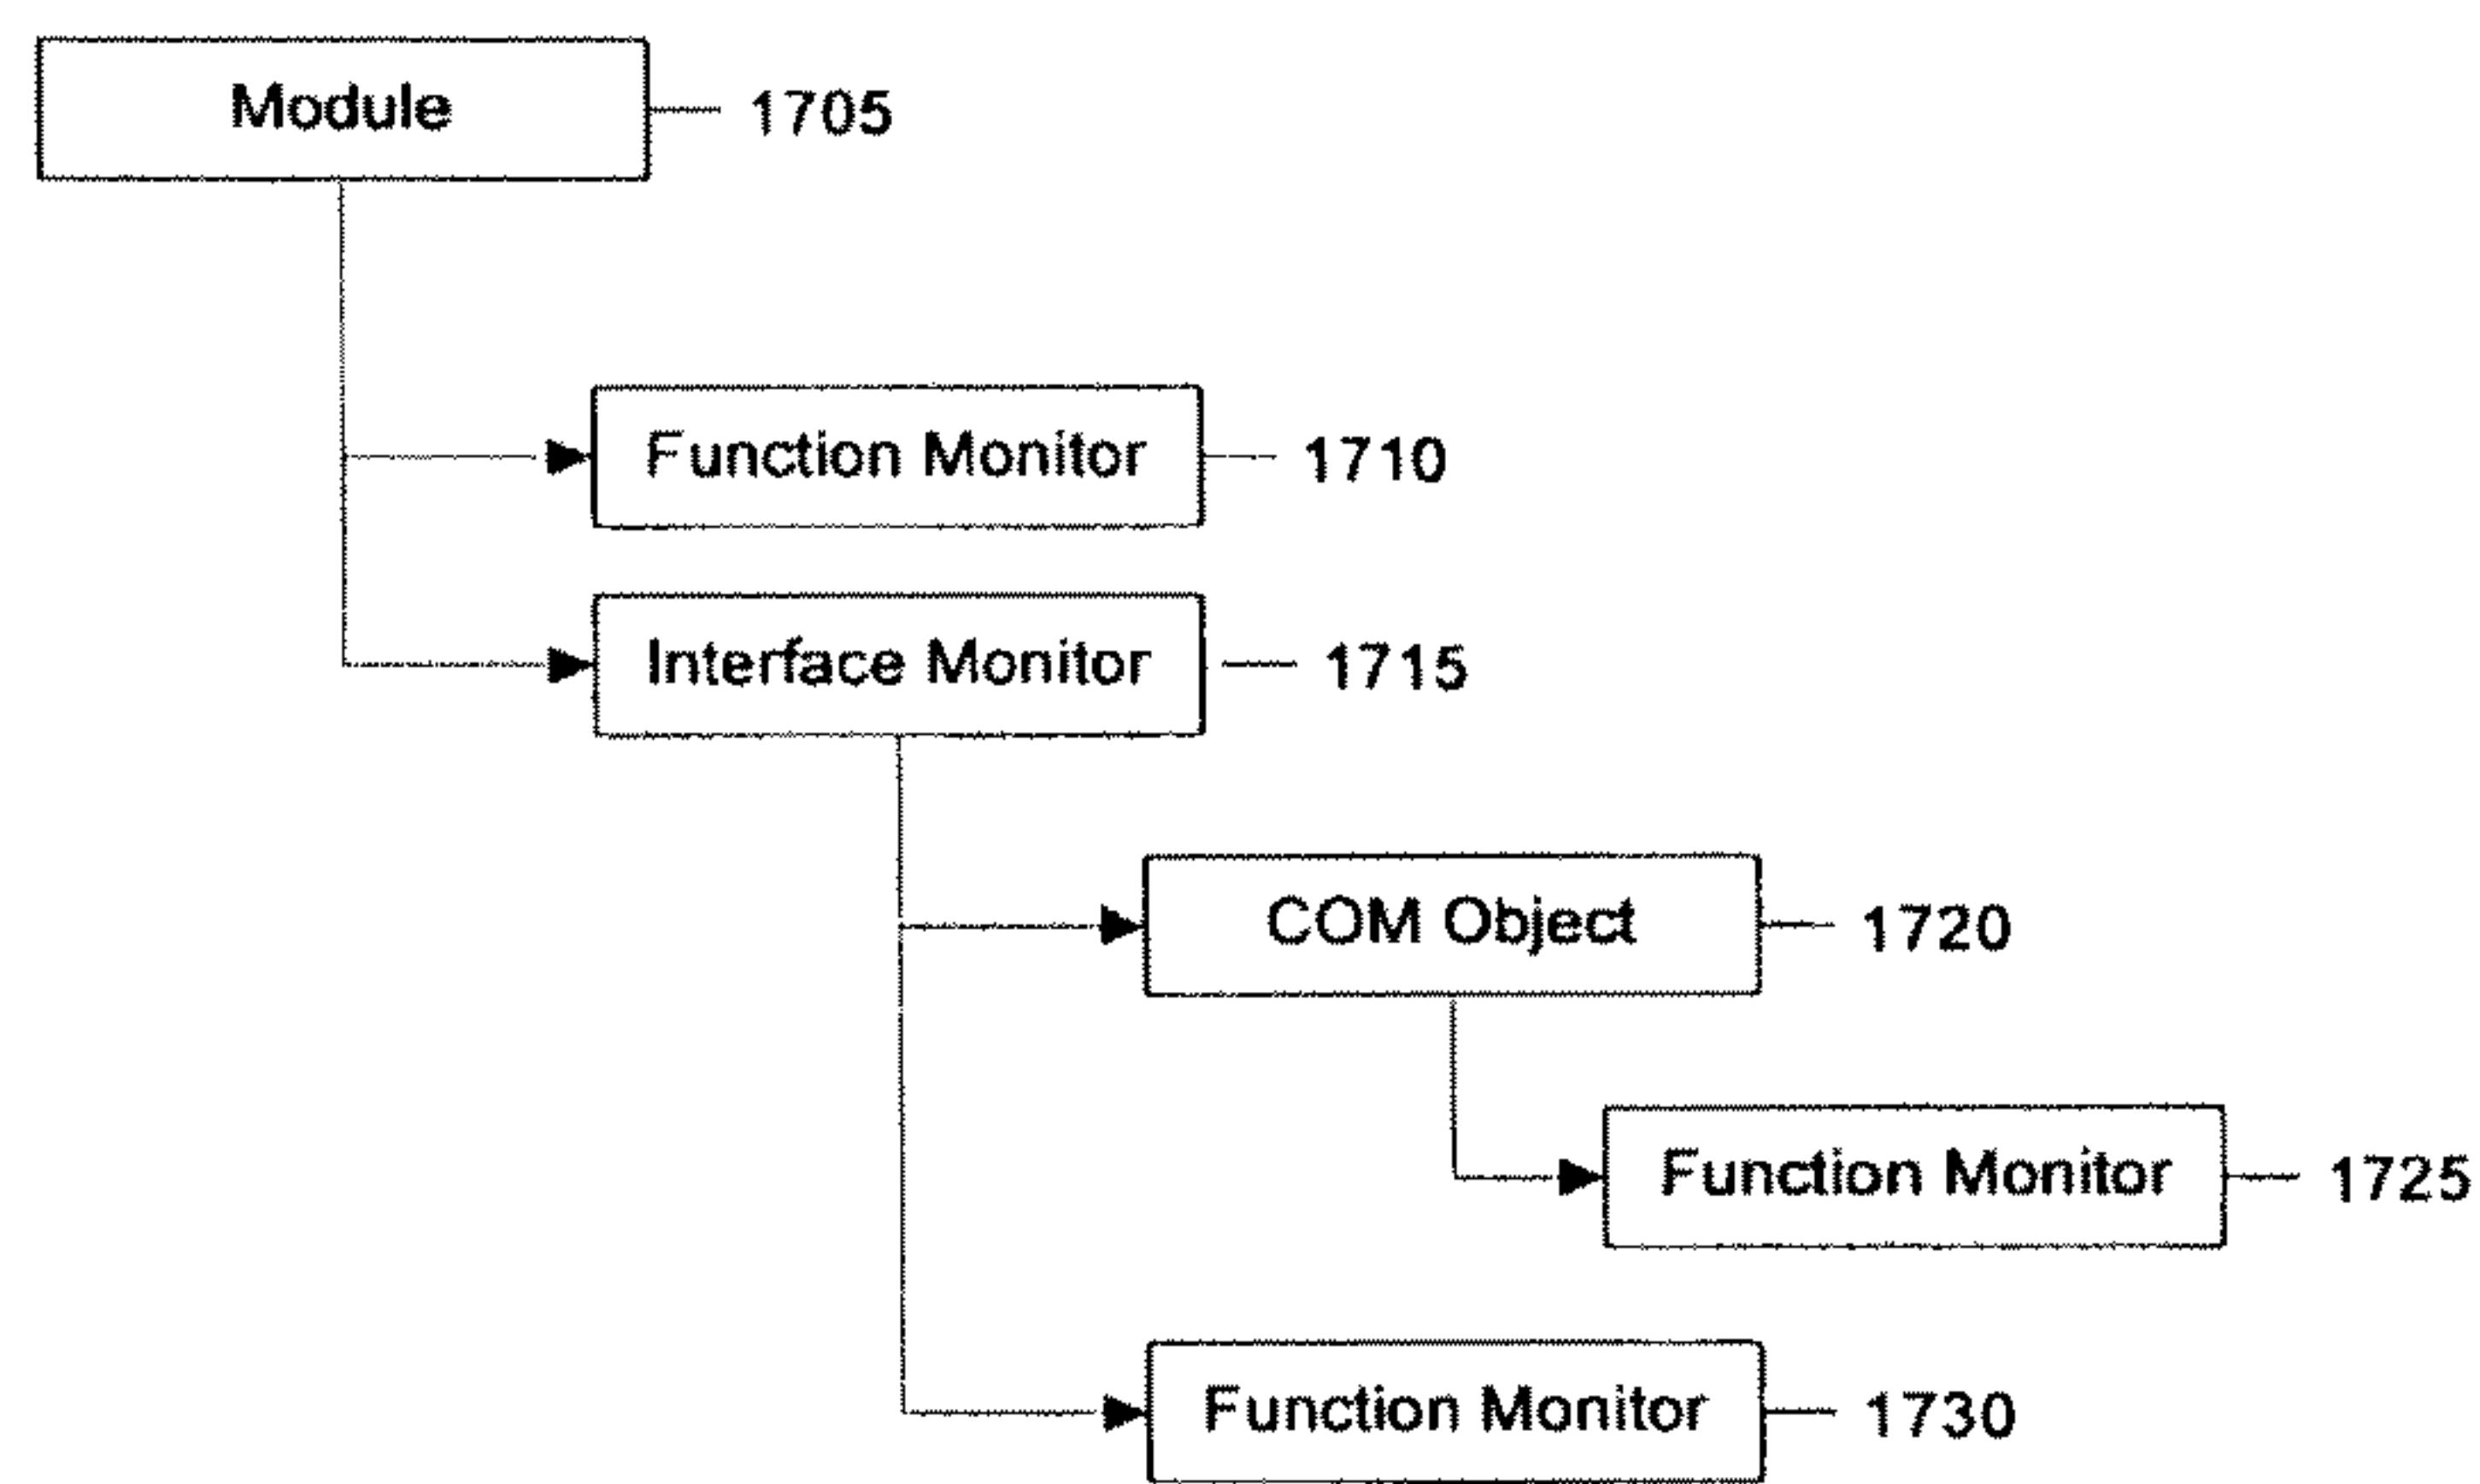 Module 1705
Function Monitor 1710
Interface Monitor 1715
COM Object 1720
Function Monitor 1725
Function Monitor 1730